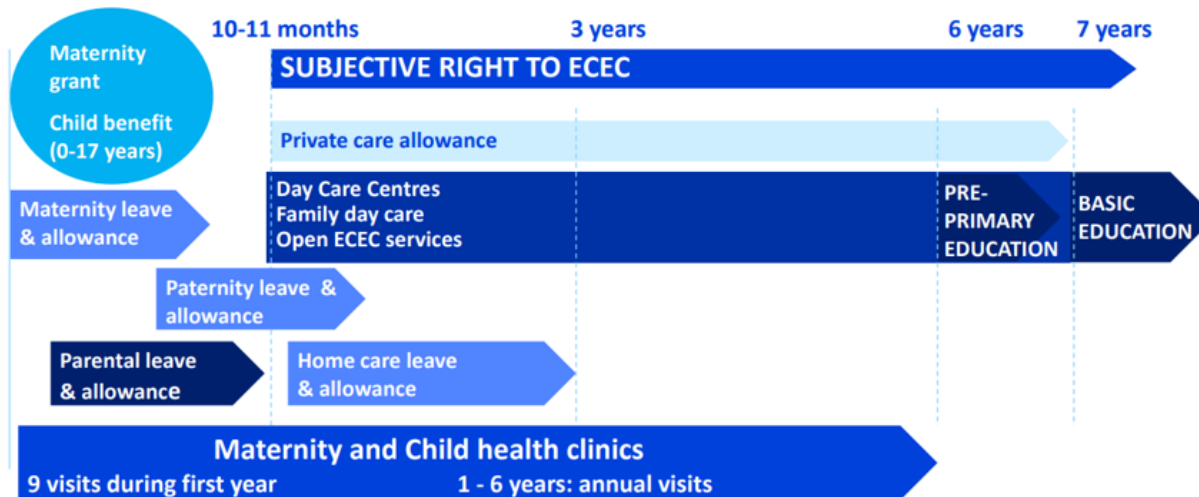 10-11 months
3 years
6 years
7 years
Maternity
grant
Child benefit
(0-17 years)
SUBJECTIVE RIGHT TO ECEC
Private care allowance
Maternity leave
& allowance
Day Care Centres
Family day care
Open ECEC services
PRE-
PRIMARY
EDUCATION
BASIC
EDUCATION
Paternity leave &
allowance
Parental leave
& allowance
Home care leave
& allowance
Maternity and Child health clinics
9 visits during first year
1 - 6 years: annual visits